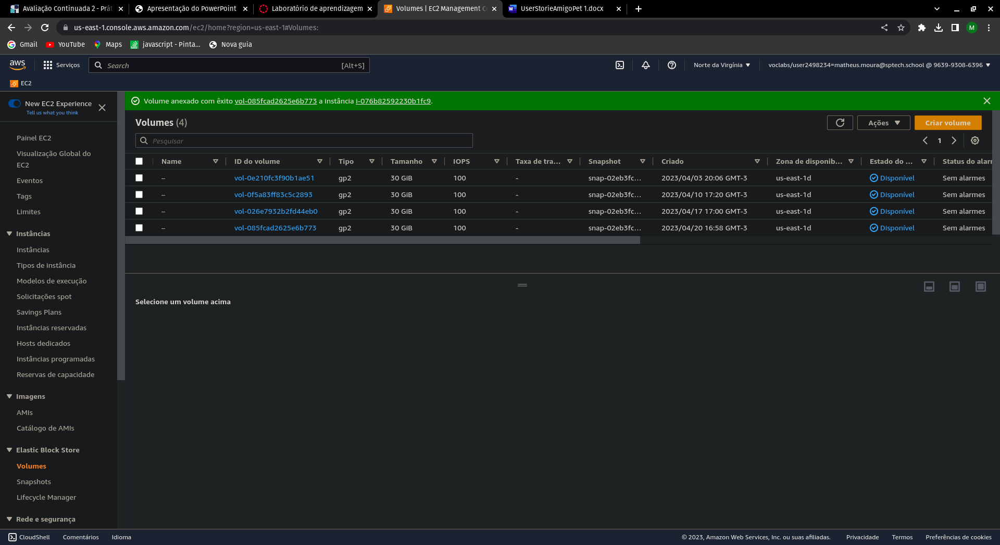 Avaliação Continuada 2 - Prát
Apresentação do PowerPoint
Laboratório de aprendizagem
Volumes | EC2 Management C
UserStorieAmigoPet 1.docx
us-east-1.console.aws.amazon.com/ec2/home?region=us-east-1#Volumes:
M
Gmail
YouTube
Maps
javascript - Pinta...
Nova guia
aws
Serviços
Search
[Alt+S]
Norte da Virgínia
voclabs/user2498234=matheus.moura@sptech.school @ 9639-9308-6396
EC2
New EC2 Experience
Tell us what you think
Painel EC2
Visualização Global do
EC2
Eventos
Tags
Limites
Instâncias
Instâncias
Tipos de instância
Modelos de execução
Solicitações spot
Savings Plans
Instâncias reservadas
Hosts dedicados
Instâncias programadas
Reservas de capacidade
Imagens
AMIs
Catálogo de AMIs
Elastic Block Store
Volumes
Snapshots
Lifecycle Manager
Rede e segurança
Volume anexado com êxito vol-085fcad2625e6b773 a instância i-076b82592230b1fc9.
Volumes (4)
Ações
Criar volume
Pesquisar
1
Name ID do volume Tipo Tamanho IOPS Taxa de tra... Snapshot Criado Zona de disponib... Estado do ... Status do alarr
– vol-0e210fc3f90b1ae51 gp2 30 GiB 100 - snap-02eb3fc... 2023/04/03 20:06 GMT-3 us-east-1d Disponível Sem alarmes
– vol-0f5a83ff83c5c2893 gp2 30 GiB 100 - snap-02eb3fc... 2023/04/10 17:20 GMT-3 us-east-1d Disponível Sem alarmes
– vol-026e7932b2fd44eb0 gp2 30 GiB 100 - snap-02eb3fc... 2023/04/17 17:00 GMT-3 us-east-1d Disponível Sem alarmes
– vol-085fcad2625e6b773 gp2 30 GiB 100 - snap-02eb3fc... 2023/04/20 16:58 GMT-3 us-east-1d Disponível Sem alarmes
Selecione um volume acima
CloudShell
Comentários
Idioma
© 2023, Amazon Web Services, Inc. ou suas afiliadas.
Privacidade
Termos
Preferências de cookies